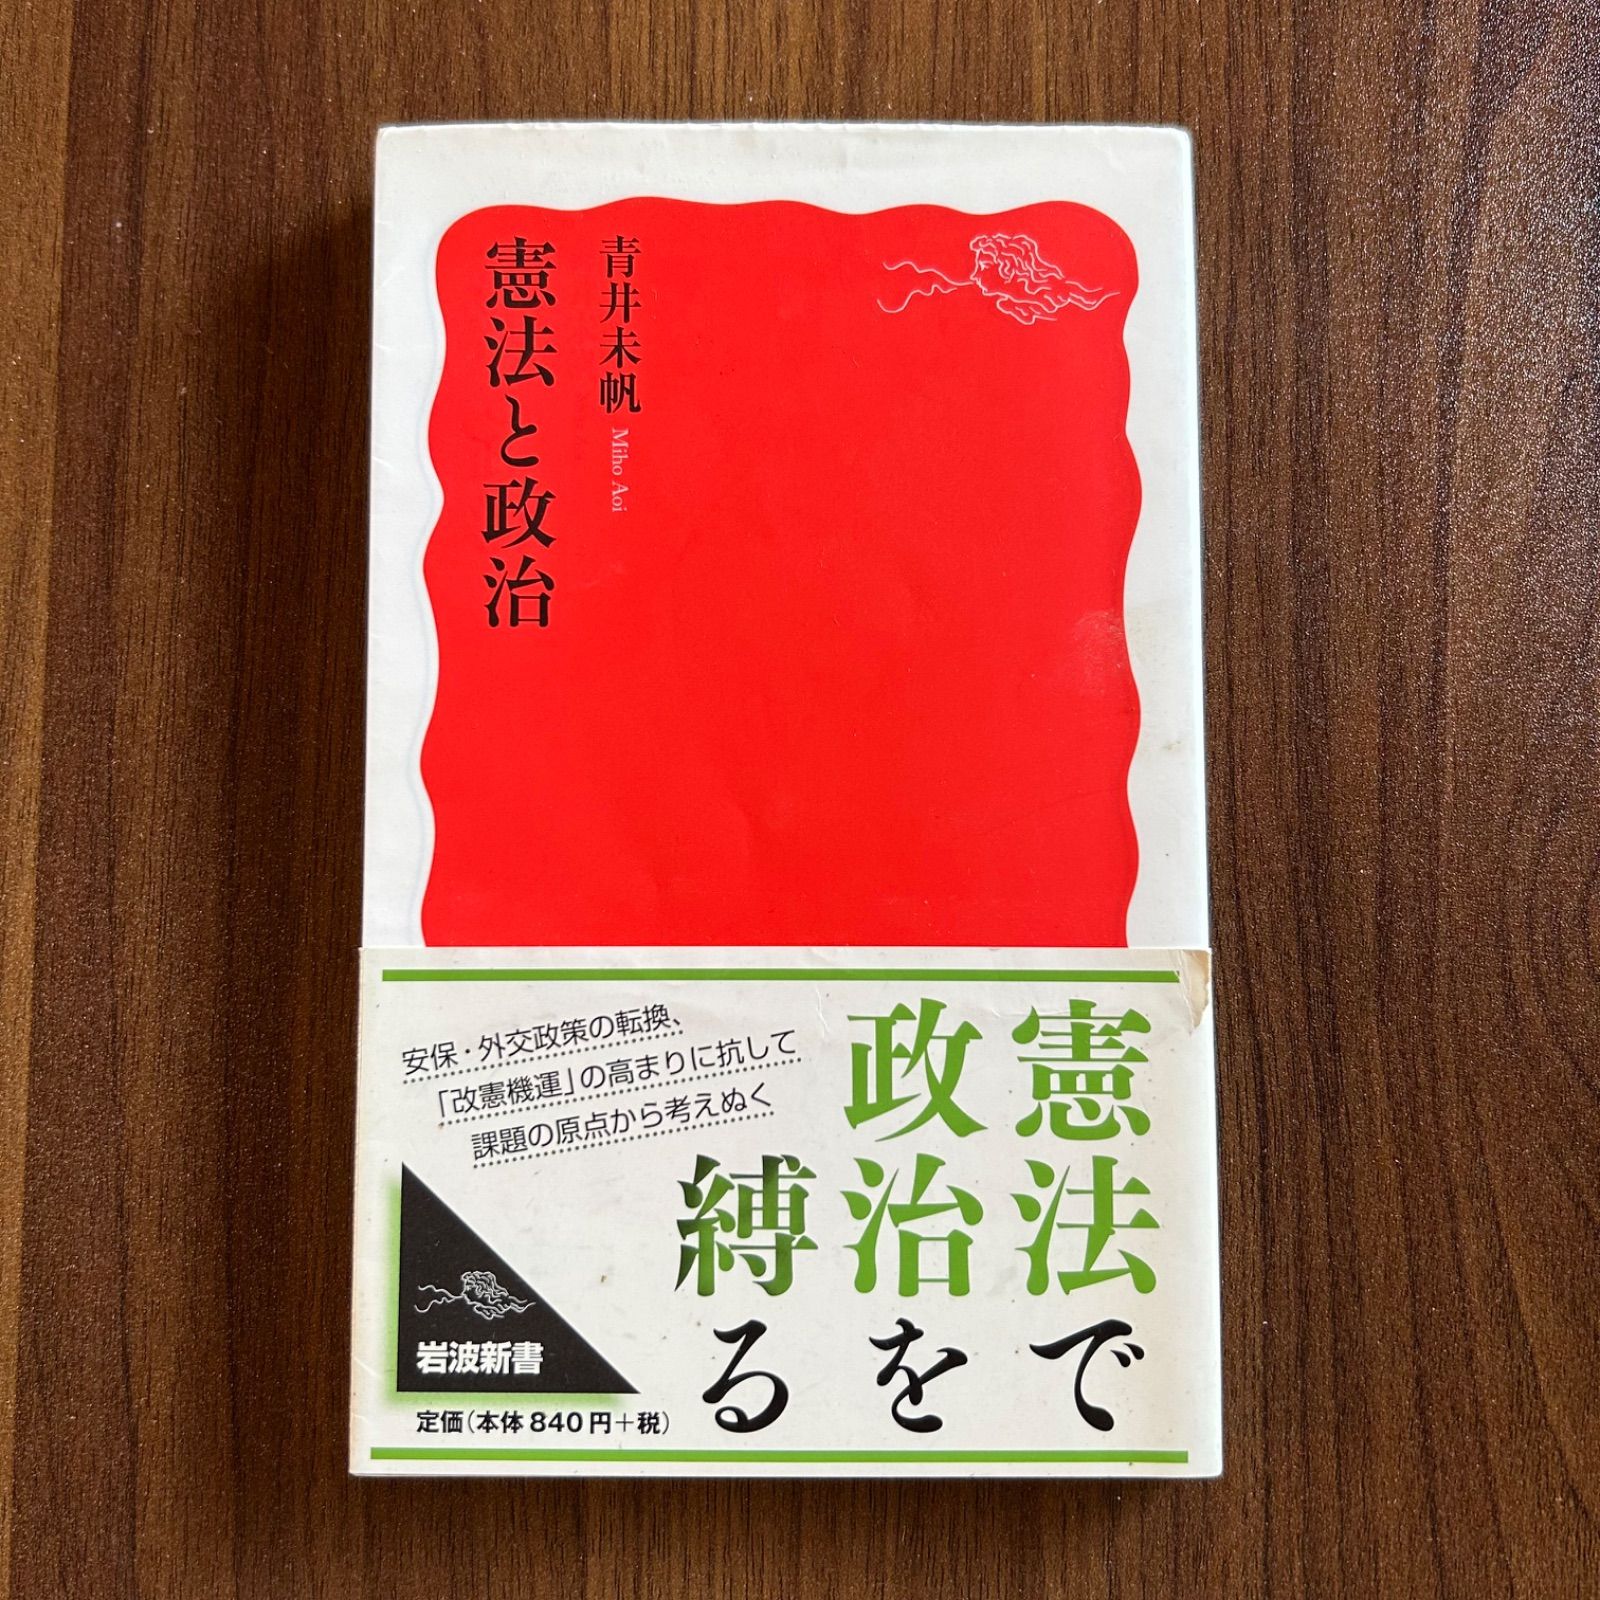 青井未帆 Miho Aoi
憲法と政治
憲法で
政治を
縛る
安保・外交政策の転換、
「改憲機運」の高まりに抗して
課題の原点から考えぬく
岩波新書
定価(本体840円+税)